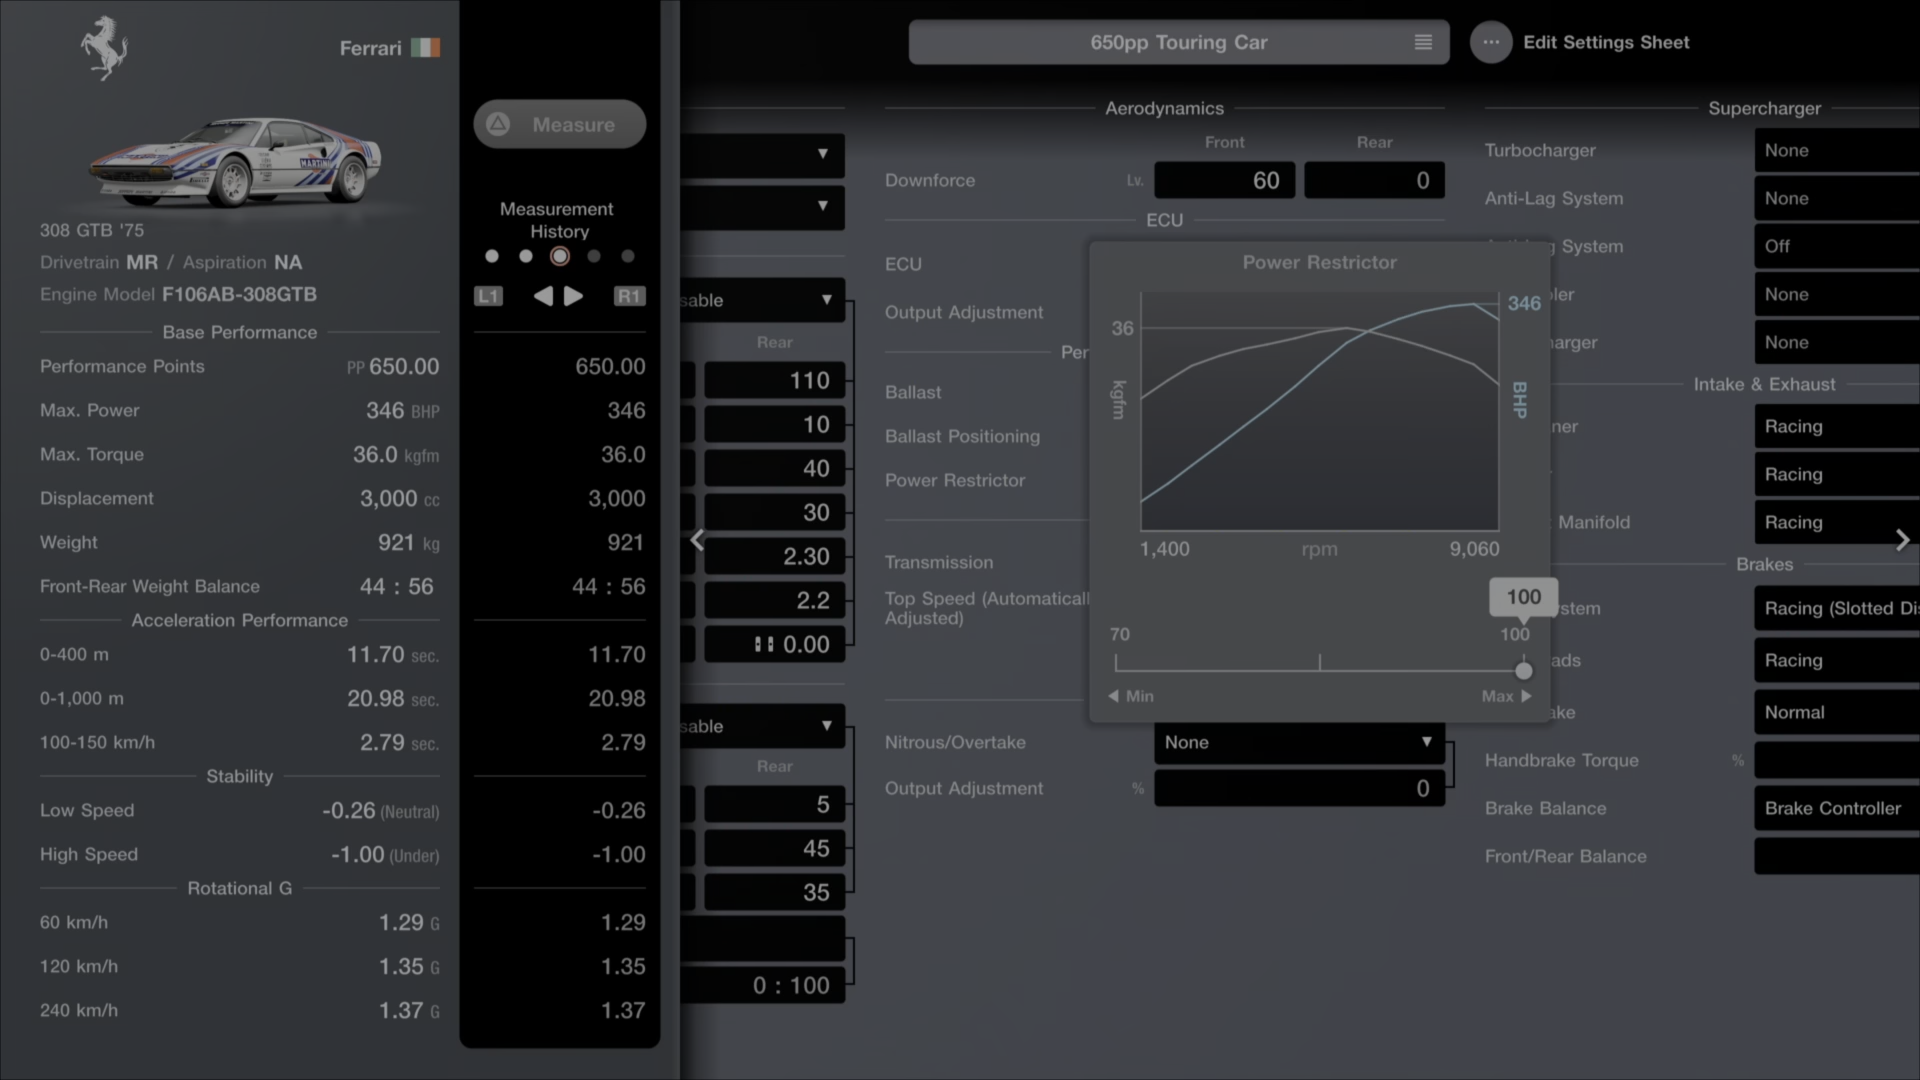 Ferrari
308 GTB '75
Drivetrain MR / Aspiration NA
Engine Model F106AB-308GTB
Base Performance
Performance Points PP 650.00
Max. Power 346 BHP
Max. Torque 36.0 kgfm
Displacement 3,000 cc
Weight 921 kg
Front-Rear Weight Balance 44 : 56
Acceleration Performance
0-400 m 11.70 sec.
0-1,000 m 20.98 sec.
100-150 km/h 2.79 sec.
Stability
Low Speed -0.26 (Neutral)
High Speed -1.00 (Under)
Rotational G
60 km/h 1.29 G
120 km/h 1.35 G
240 km/h 1.37 G
Measure
Measurement
History
L1 R1
650.00
346
36.0
3,000
921
44 : 56
11.70
20.98
2.79
-0.26
-1.00
1.29
1.35
1.37
sable
Rear
110
10
40
30
2.30
2.2
0.00
sable
Rear
5
45
35
0 : 100
650pp Touring Car
Edit Settings Sheet
Aerodynamics
Front Rear
Downforce Lv. 60 0
ECU
ECU
Output Adjustment
Per
Ballast
Ballast Positioning
Power Restrictor
Transmission
Top Speed (Automaticall
Adjusted)
Nitrous/Overtake None
Output Adjustment % 0
Power Restrictor
36
346
kgfm
BHP
1,400 rpm 9,060
100
70 100
Min Max
Supercharger
Turbocharger None
Anti-Lag System None
System Off
ler None
arger None
Intake & Exhaust
ner Racing
Racing
Manifold Racing
Brakes
stem Racing (Slotted Dis
ads Racing
ake Normal
Handbrake Torque %
Brake Balance Brake Controller
Front/Rear Balance
MARTINI